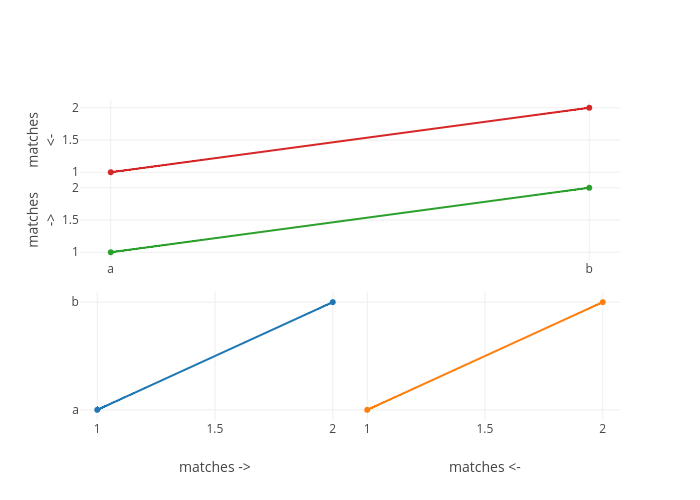 matches
<-
2
1.5
1
matches
->
2
1.5
1
a b
b
a
1 1.5 2 1 1.5 2
matches -> matches <-